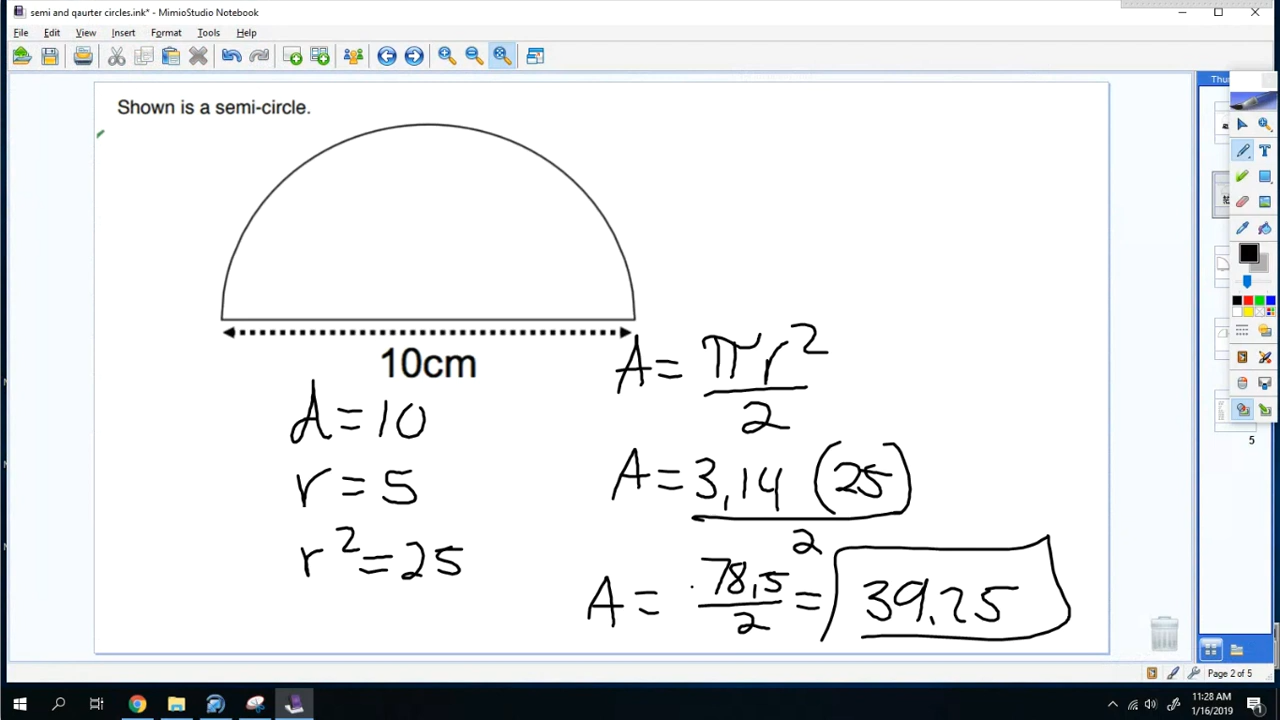 semi and qaurter circles.ink* - MimioStudio Notebook
File Edit View Insert Format Tools Help
Thu
Shown is a semi-circle.
10cm
d=10
r=5
r²=25
A= πr²/2
A= 3,14 (25)/2
A= 78,5/2 = 39.25
5
Page 2 of 5
11:28 AM
1/16/2019